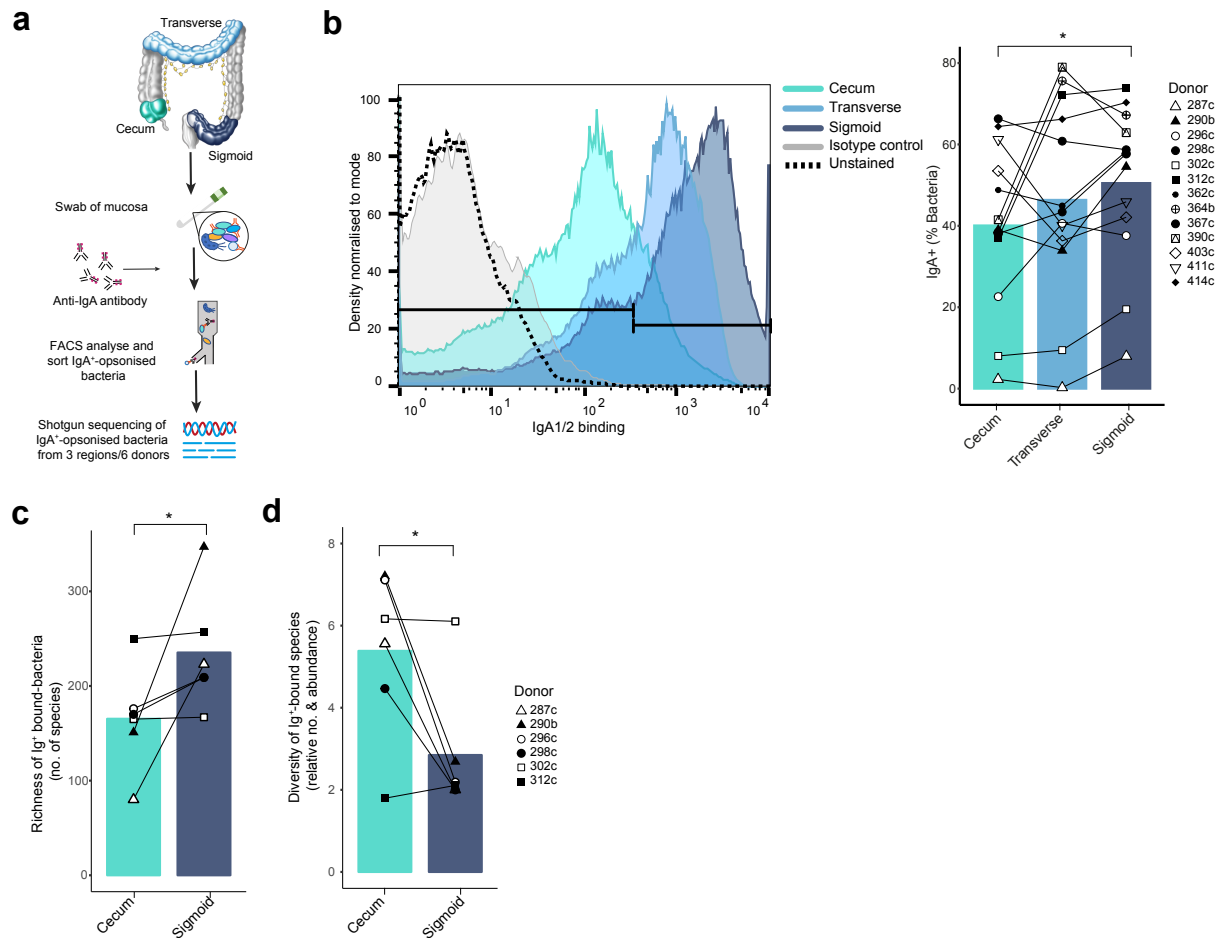 a
Transverse
Cecum
Sigmoid
Swab of mucosa
Anti-IgA antibody
FACS analyse and
sort IgA⁺-opsonised
bacteria
Shotgun sequencing of
IgA⁺-opsonised bacteria
from 3 regions/6 donors
b
Density nomralised to mode
100
80
60
40
20
0
10⁰
10¹
10²
10³
10⁴
IgA1/2 binding
Cecum
Transverse
Sigmoid
Isotype control
Unstained
*
IgA+ (% Bacteria)
80
60
40
20
0
Cecum
Transverse
Sigmoid
Donor
287c
290b
296c
298c
302c
312c
362c
364b
367c
390c
403c
411c
414c
c
*
Richness of Ig⁺ bound-bacteria
(no. of species)
300
200
100
0
Cecum
Sigmoid
d
*
Diversity of Ig⁺-bound species
(relative no. & abundance)
8
6
4
2
0
Cecum
Sigmoid
Donor
287c
290b
296c
298c
302c
312c